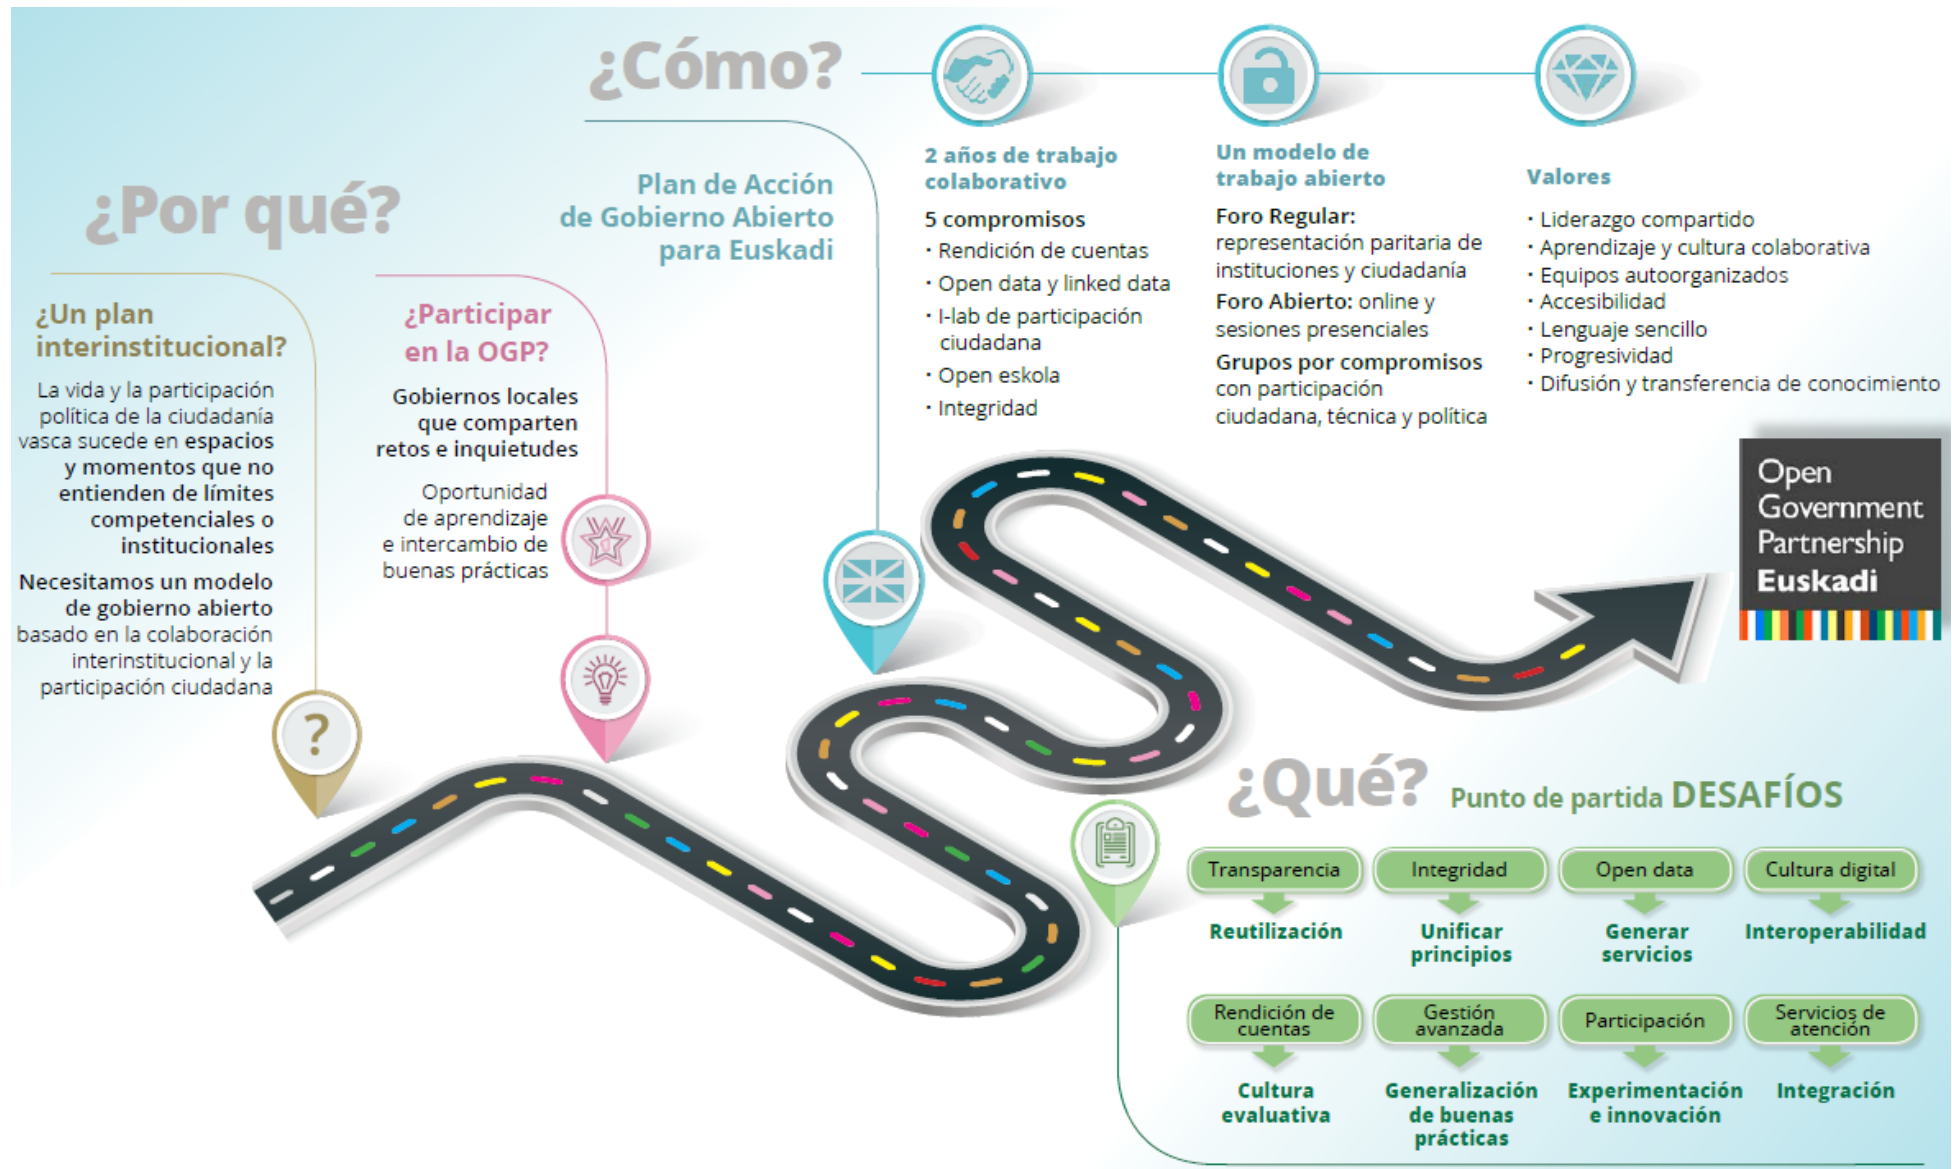 ¿Por qué?
¿Un plan
interinstitucional?
La vida y la participación
política de la ciudadanía
vasca sucede en espacios
y momentos que no
entienden de límites
competenciales o
institucionales
Necesitamos un modelo
de gobierno abierto
basado en la colaboración
interinstitucional y la
participación ciudadana
?
¿Participar
en la OGP?
Gobiernos locales
que comparten
retos e inquietudes
Oportunidad
de aprendizaje
e intercambio de
buenas prácticas
¿Cómo?
Plan de Acción
de Gobierno Abierto
para Euskadi
2 años de trabajo
colaborativo
5 compromisos
· Rendición de cuentas
· Open data y linked data
· I-lab de participación
ciudadana
· Open eskola
· Integridad
Un modelo de
trabajo abierto
Foro Regular:
representación paritaria de
instituciones y ciudadanía
Foro Abierto: online y
sesiones presenciales
Grupos por compromisos
con participación
ciudadana, técnica y política
Valores
· Liderazgo compartido
· Aprendizaje y cultura colaborativa
· Equipos autoorganizados
· Accesibilidad
· Lenguaje sencillo
· Progresividad
· Difusión y transferencia de conocimiento
Open
Government
Partnership
Euskadi
¿Qué? Punto de partida DESAFÍOS
Transparencia
Reutilización
Integridad
Unificar
principios
Open data
Generar
servicios
Cultura digital
Interoperabilidad
Rendición de
cuentas
Cultura
evaluativa
Gestión
avanzada
Generalización
de buenas
prácticas
Participación
Experimentación
e innovación
Servicios de
atención
Integración